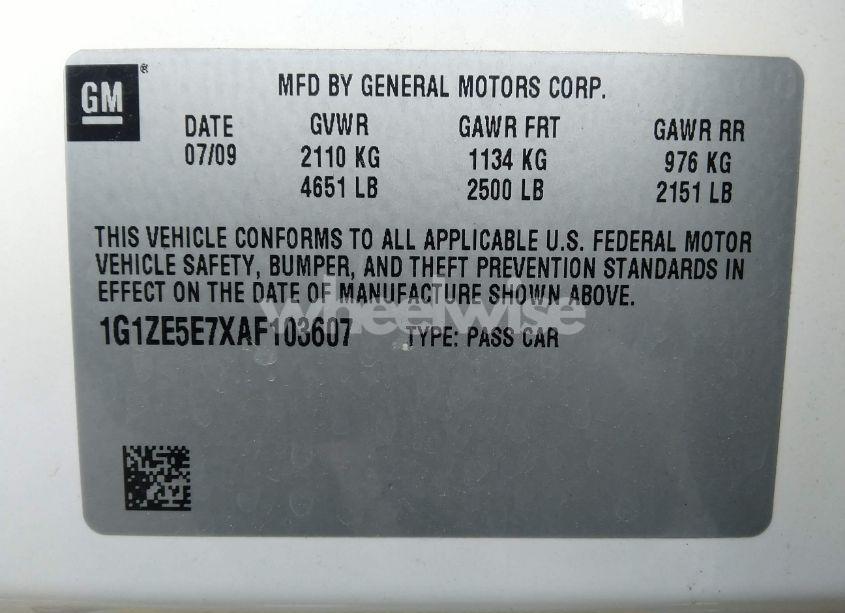 GM®
MFD BY GENERAL MOTORS CORP.
DATE GVWR GAWR FRT GAWR RR
07/09 2110 KG 1134 KG 976 KG
4651 LB 2500 LB 2151 LB
THIS VEHICLE CONFORMS TO ALL APPLICABLE U.S. FEDERAL MOTOR
VEHICLE SAFETY, BUMPER, AND THEFT PREVENTION STANDARDS IN
EFFECT ON THE DATE OF MANUFACTURE SHOWN ABOVE.
wheelwise
1G1ZE5E7XAF103607 TYPE: PASS CAR